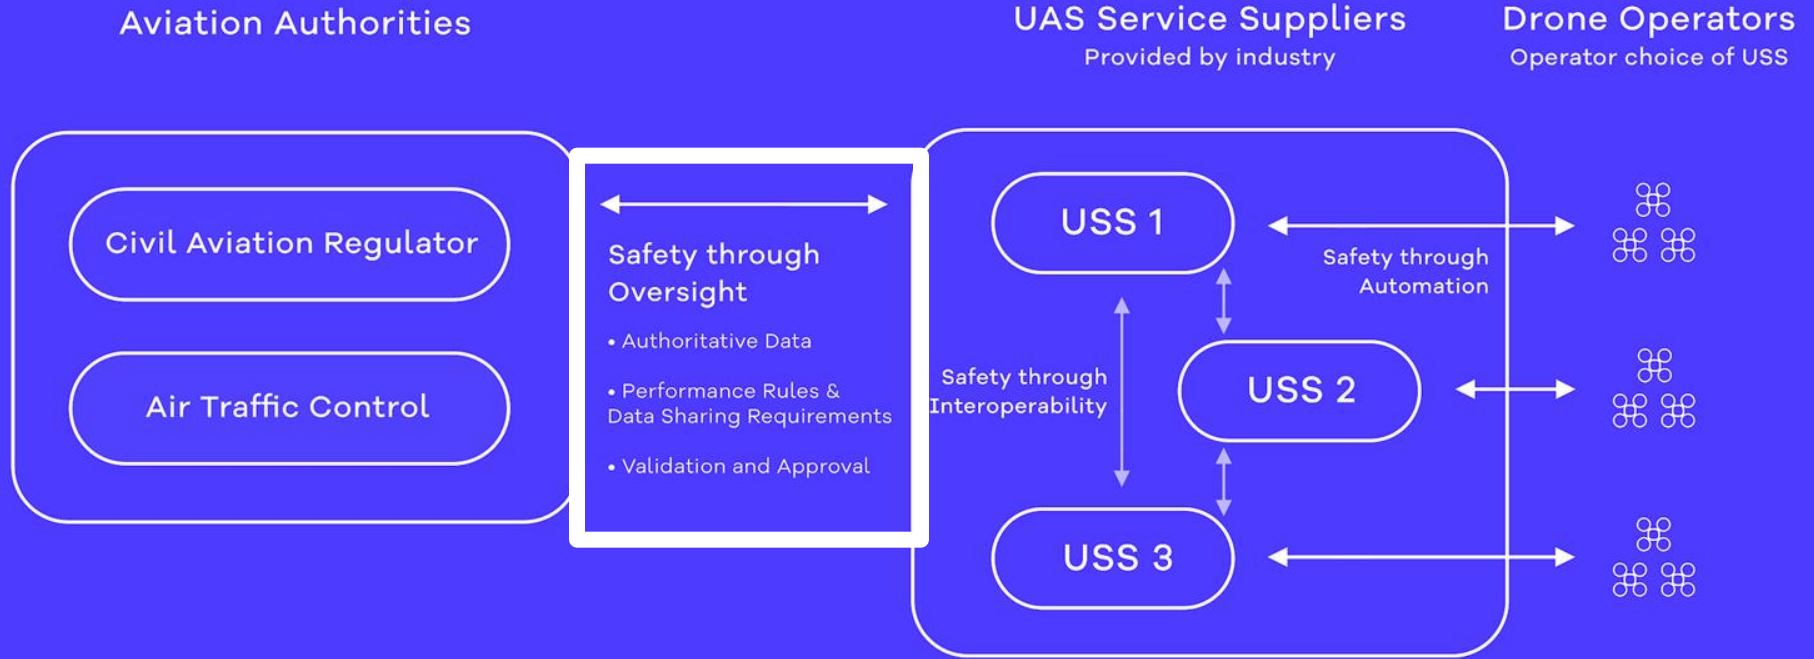 Aviation Authorities
UAS Service Suppliers
Provided by industry
Drone Operators
Operator choice of USS
Civil Aviation Regulator
Air Traffic Control
Safety through
Oversight
• Authoritative Data
• Performance Rules &
Data Sharing Requirements
• Validation and Approval
USS 1
Safety through
Automation
Safety through
Interoperability
USS 2
USS 3